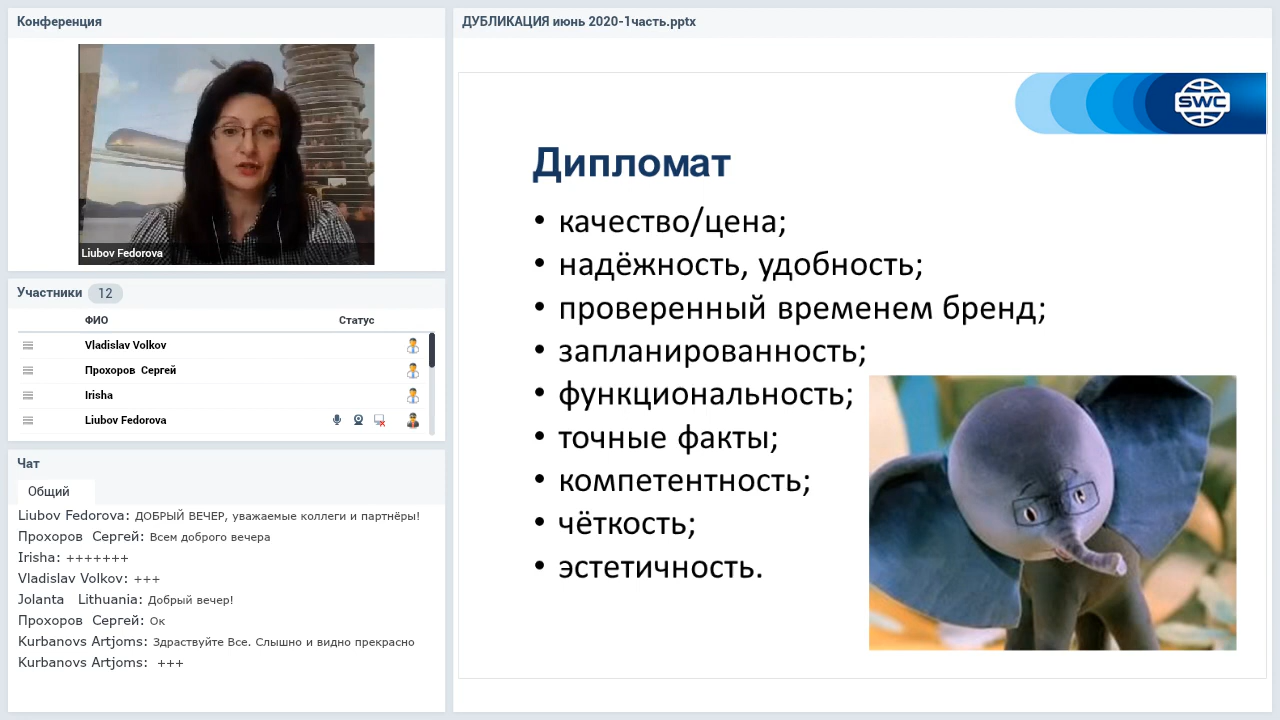 Конференция
Liubov Fedorova
Участники 12
ФИО Статус
Vladislav Volkov
Прохоров Сергей
Irisha
Liubov Fedorova
Чат
Общий
Liubov Fedorova: ДОБРЫЙ ВЕЧЕР, уважаемые коллеги и партнёры!
Прохоров Сергей: Всем доброго вечера
Irisha: +++++++
Vladislav Volkov: +++
Jolanta Lithuania: Добрый вечер!
Прохоров Сергей: Ок
Kurbanovs Artjoms: Здраствуйте Все. Слышно и видно прекрасно
Kurbanovs Artjoms: +++
ДУБЛИКАЦИЯ июнь 2020-1часть.pptx
SWC
Дипломат
• качество/цена;
• надёжность, удобность;
• проверенный временем бренд;
• запланированность;
• функциональность;
• точные факты;
• компетентность;
• чёткость;
• эстетичность.